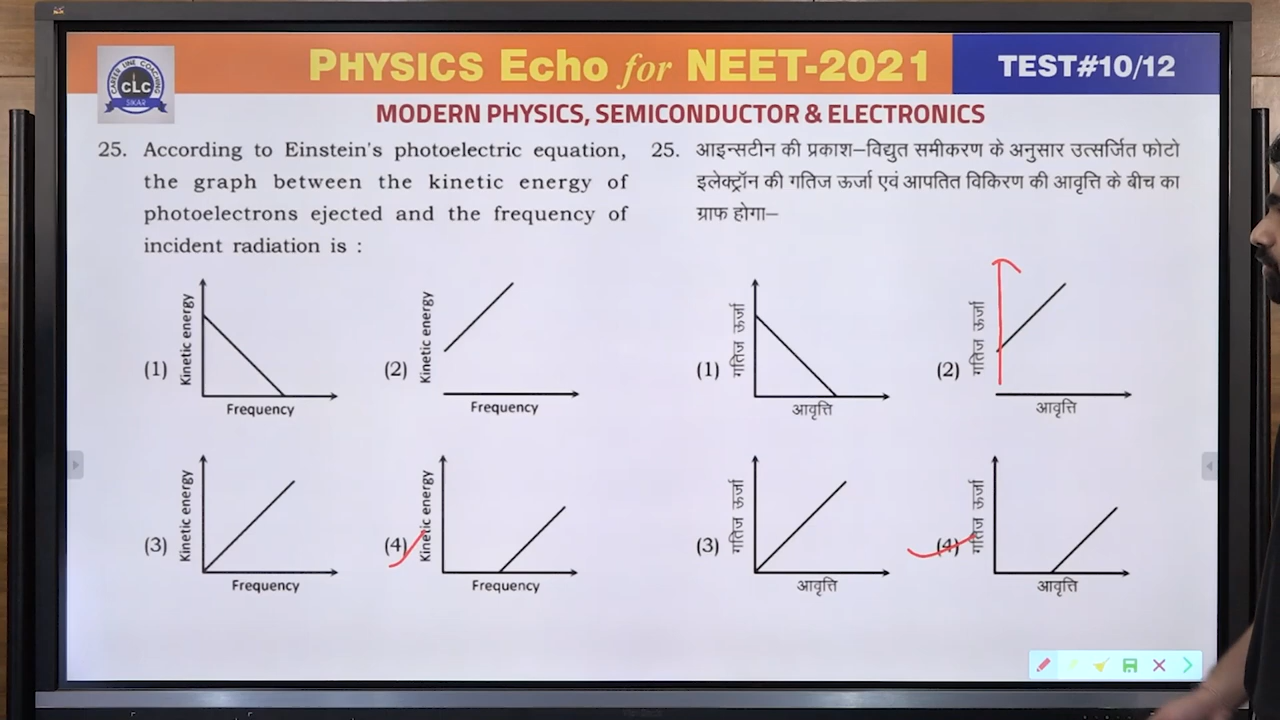 PHYSICS Echo for NEET-2021
TEST#10/12
CAREER LINE COACHING
CLC
SIKAR
MODERN PHYSICS, SEMICONDUCTOR & ELECTRONICS
25. According to Einstein's photoelectric equation,
the graph between the kinetic energy of
photoelectrons ejected and the frequency of
incident radiation is :
(1)
Kinetic energy
Frequency
(2)
Kinetic energy
Frequency
(3)
Kinetic energy
Frequency
(4)
Kinetic energy
Frequency
25. आइन्सटीन की प्रकाश–विद्युत समीकरण के अनुसार उत्सर्जित फोटो
इलेक्ट्रॉन की गतिज ऊर्जा एवं आपतित विकिरण की आवृत्ति के बीच का
ग्राफ होगा–
(1)
गतिज ऊर्जा
आवृत्ति
(2)
गतिज ऊर्जा
आवृत्ति
(3)
गतिज ऊर्जा
आवृत्ति
(4)
गतिज ऊर्जा
आवृत्ति